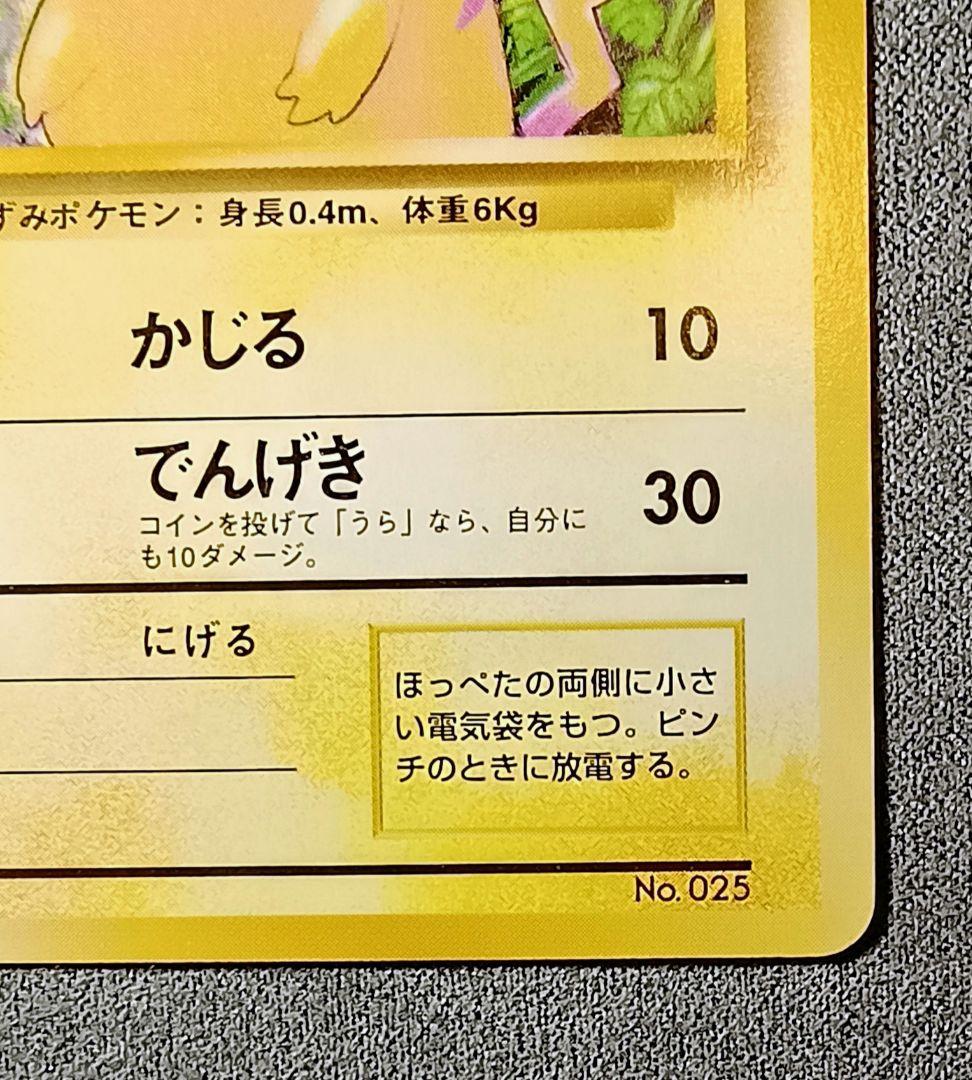 ずみポケモン：身長0.4m、体重6Kg
かじる 10
でんげき 30
コインを投げて「うら」なら、自分に
も10ダメージ。
にげる
ほっぺたの両側に小さ
い電気袋をもつ。ピン
チのときに放電する。
No. 025